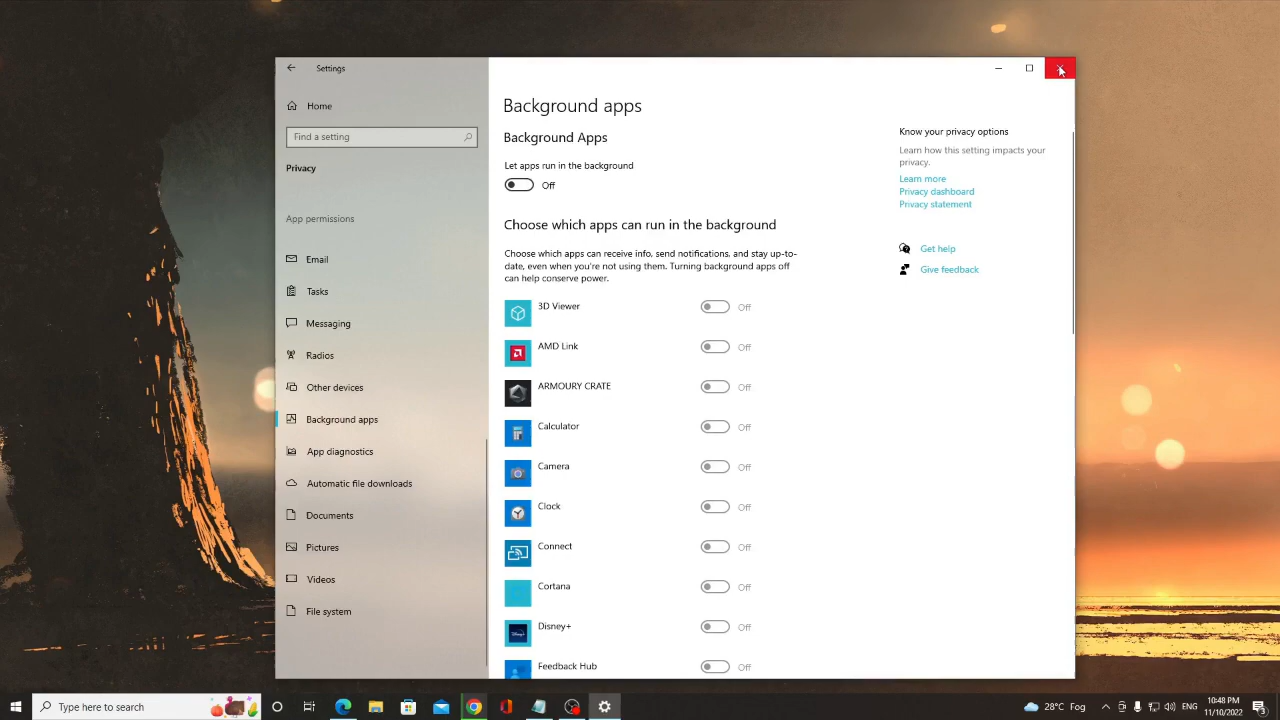 Settings
Home
Find a setting
Privacy
App permissions
Email
Tasks
Messaging
Radios
Other devices
Background apps
App diagnostics
Automatic file downloads
Documents
Pictures
Videos
File system
Background apps
Background Apps
Let apps run in the background
Off
Choose which apps can run in the background
Choose which apps can receive info, send notifications, and stay up-to-
date, even when you're not using them. Turning background apps off
can help conserve power.
3D Viewer Off
AMD Link Off
ARMOURY CRATE Off
Calculator Off
Camera Off
Clock Off
Connect Off
Cortana Off
Disney+ Off
Feedback Hub Off
Know your privacy options
Learn how this setting impacts your
privacy.
Learn more
Privacy dashboard
Privacy statement
Get help
Give feedback
Type here to search
28°C Fog
ENG
10:48 PM
11/10/2022
3